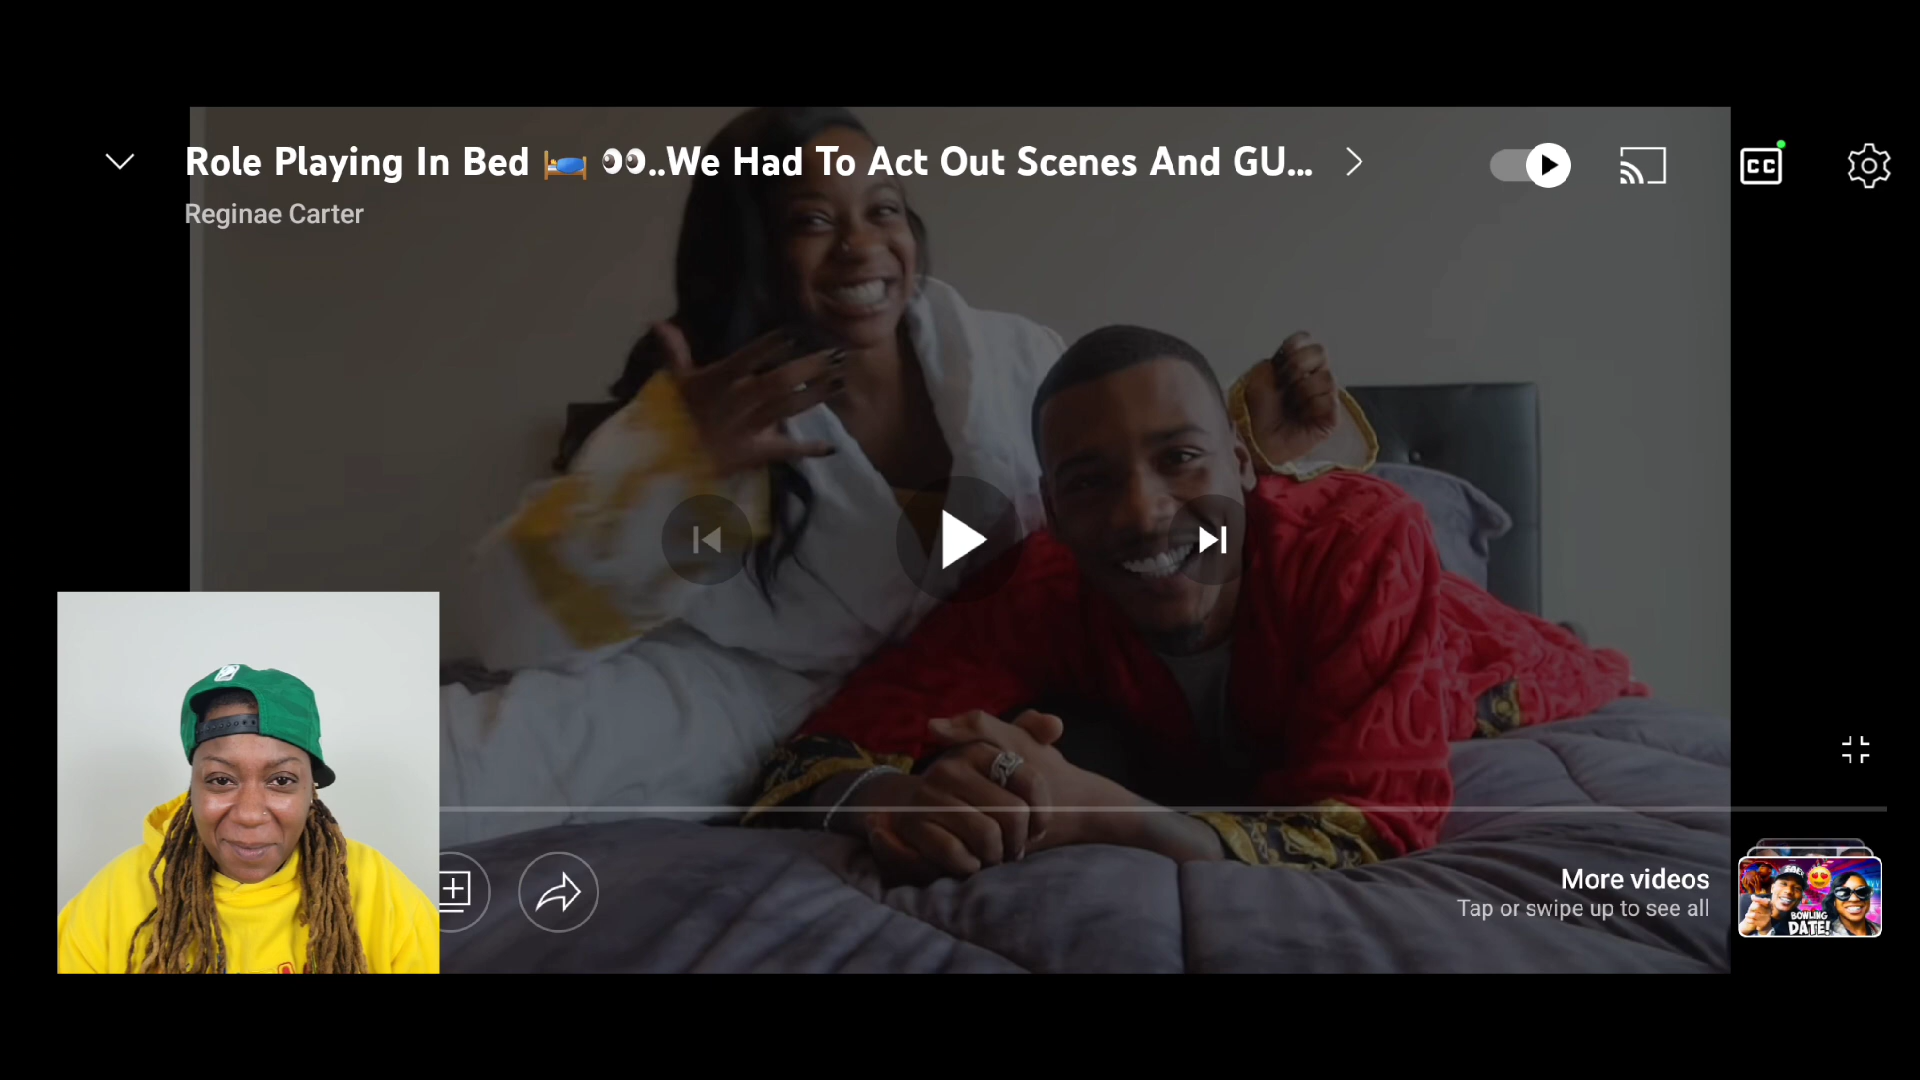 Role Playing In Bed 🛌 👀..We Had To Act Out Scenes And GU...
Reginae Carter
CC
More videos
Tap or swipe up to see all
BOWLING
DATE!